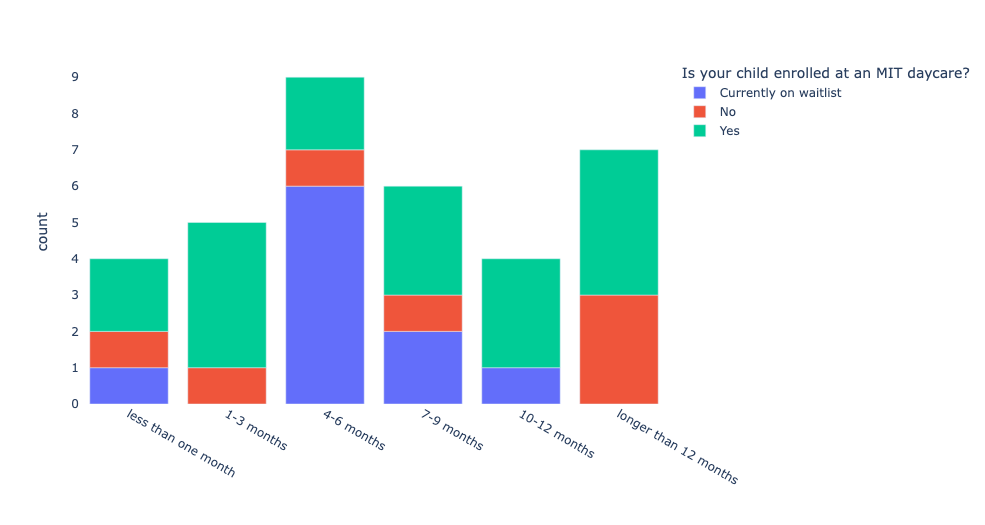 Is your child enrolled at an MIT daycare?
Currently on waitlist
No
Yes
count
9
8
7
6
5
4
3
2
1
0
less than one month
1-3 months
4-6 months
7-9 months
10-12 months
longer than 12 months